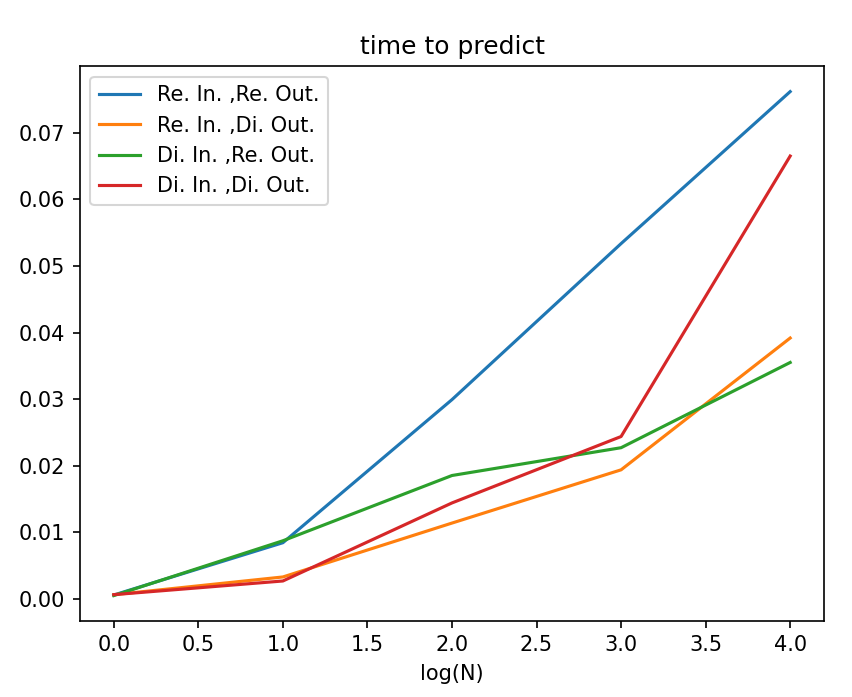 time to predict
Re. In. ,Re. Out.
Re. In. ,Di. Out.
Di. In. ,Re. Out.
Di. In. ,Di. Out.
0.07
0.06
0.05
0.04
0.03
0.02
0.01
0.00
0.0 0.5 1.0 1.5 2.0 2.5 3.0 3.5 4.0
log(N)